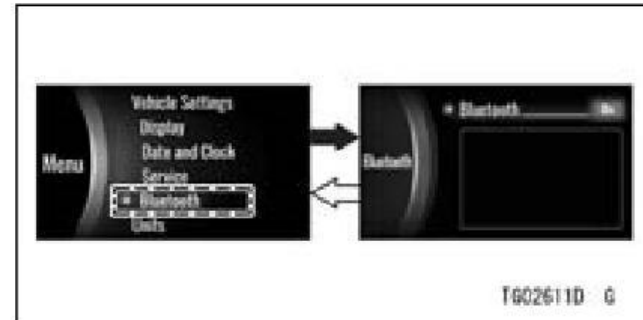 Menu
Vehicle Settings
Display
Date and Clock
Service
Bluetooth
Units
Bluetooth
Bluetooth
TG02611D G